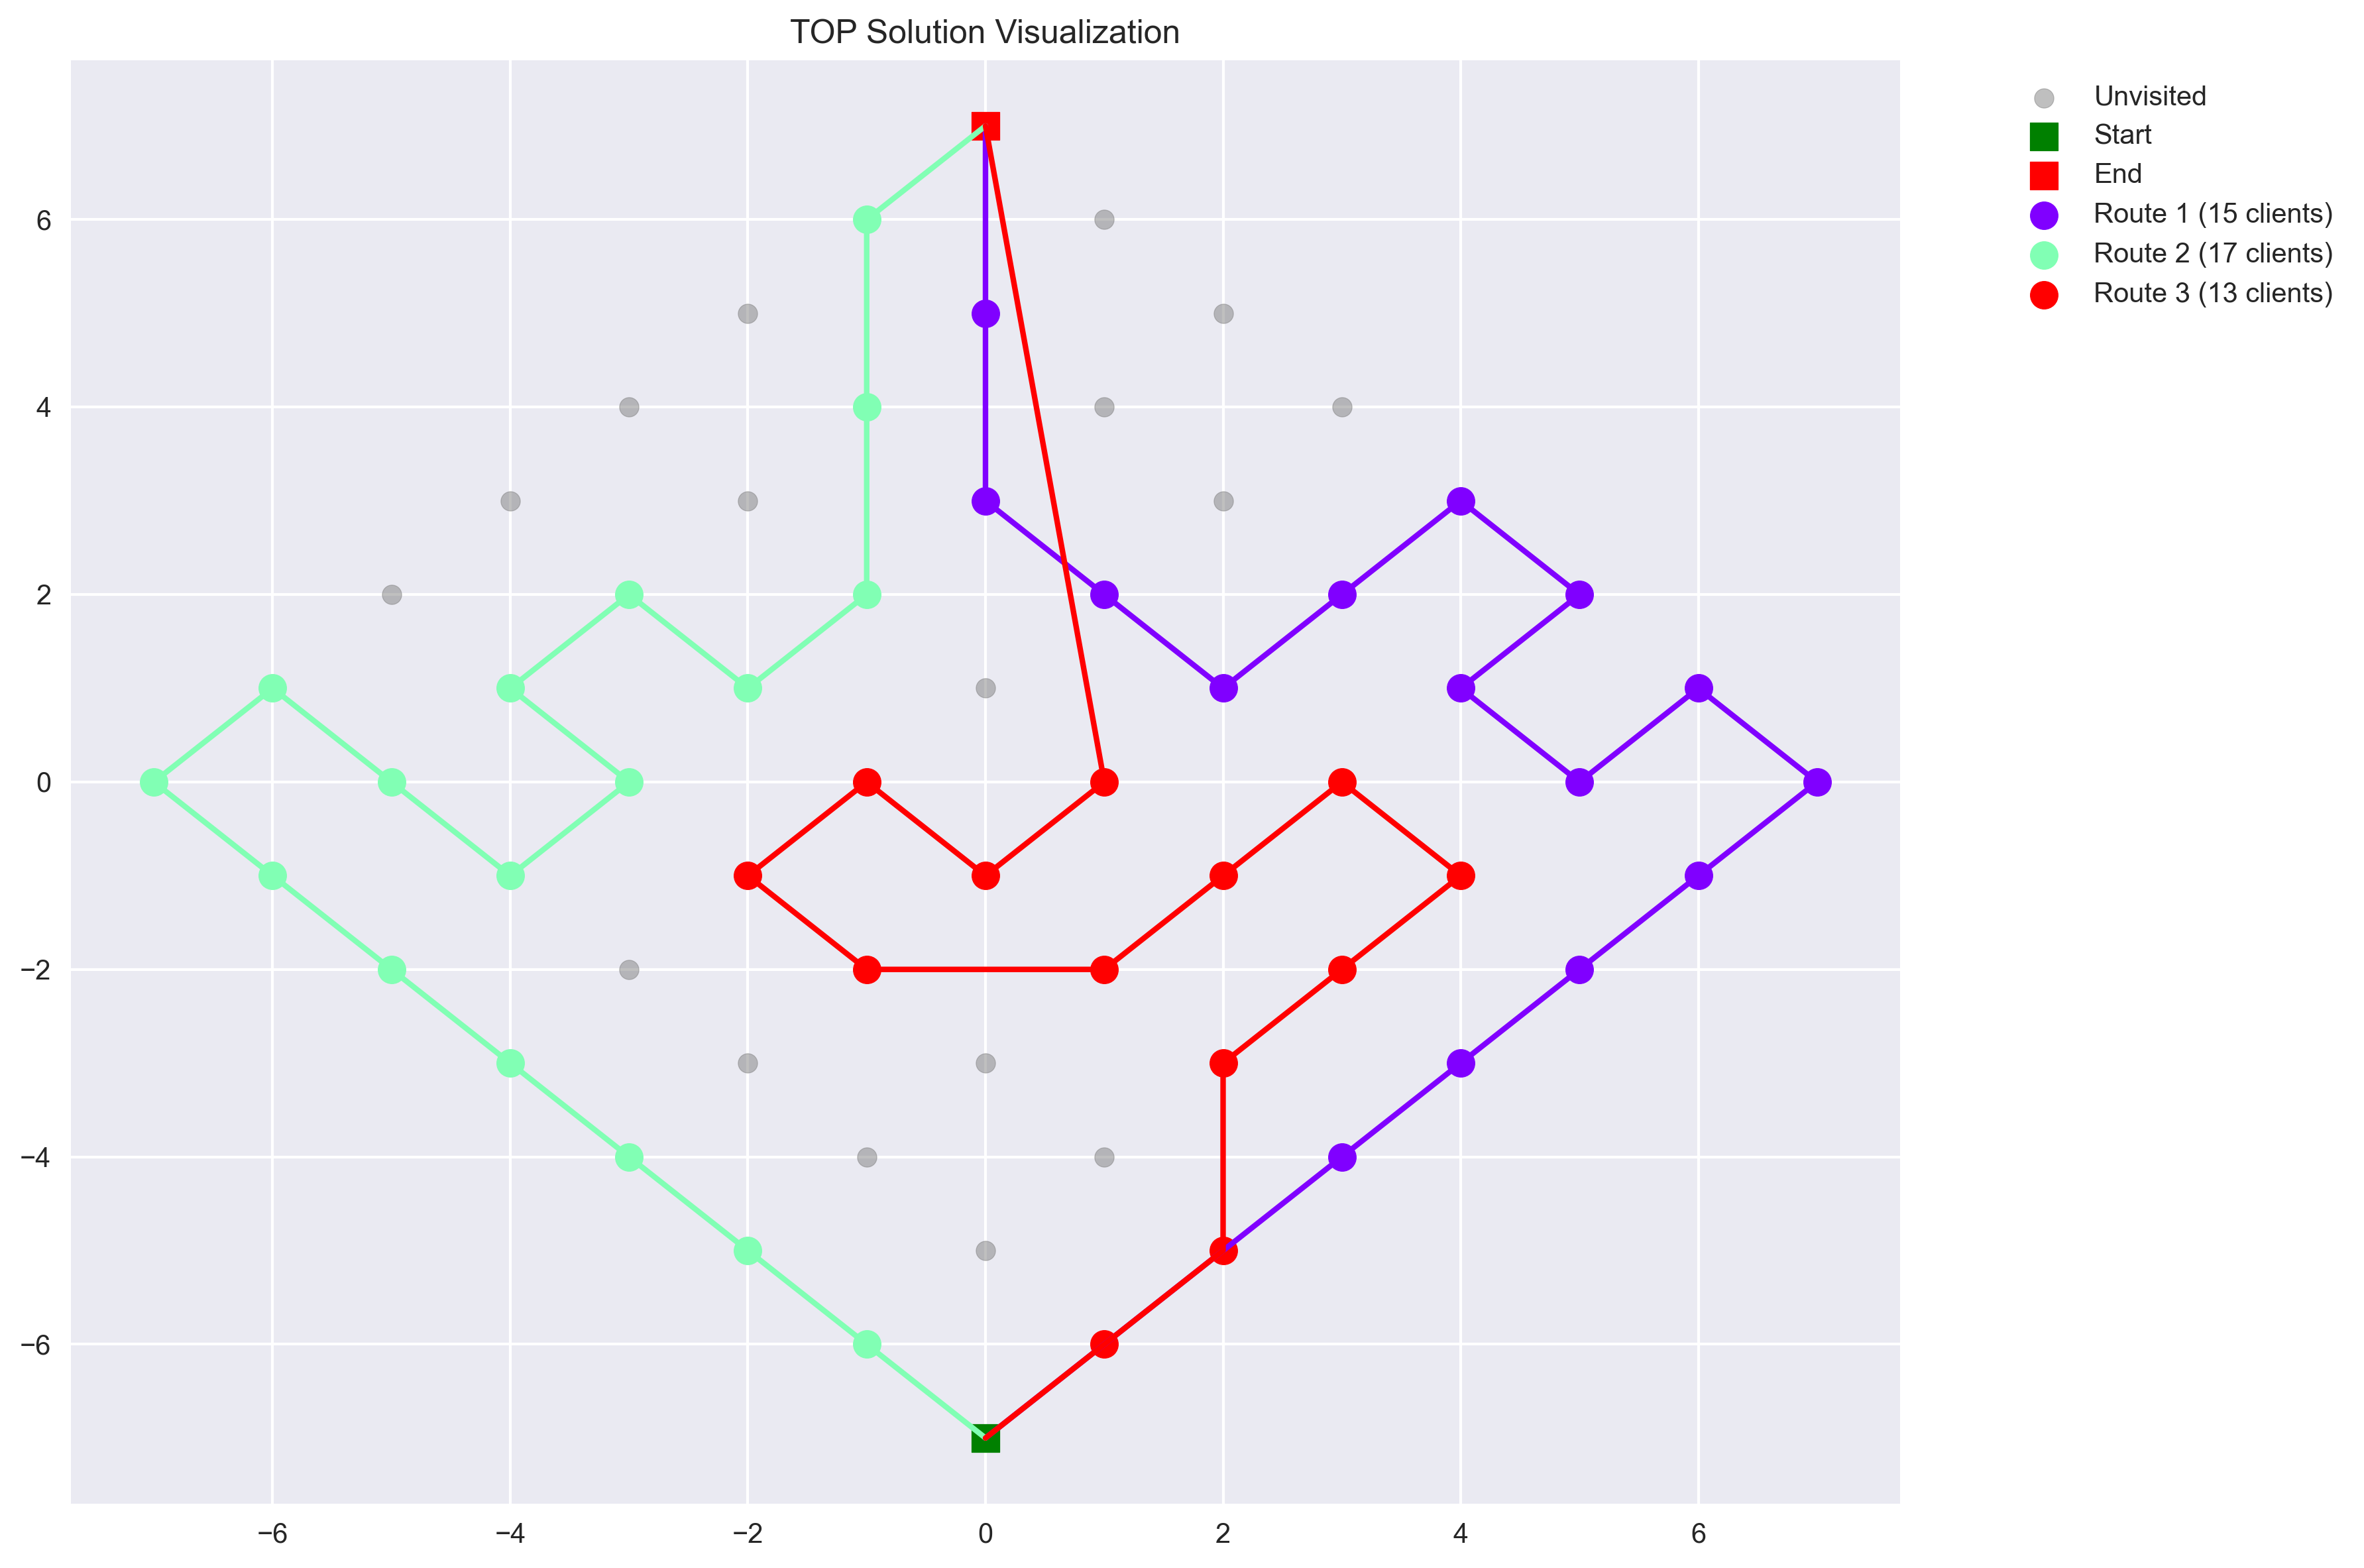 TOP Solution Visualization
Unvisited
Start
End
Route 1 (15 clients)
Route 2 (17 clients)
Route 3 (13 clients)
6
4
2
0
−2
−4
−6
−6 −4 −2 0 2 4 6